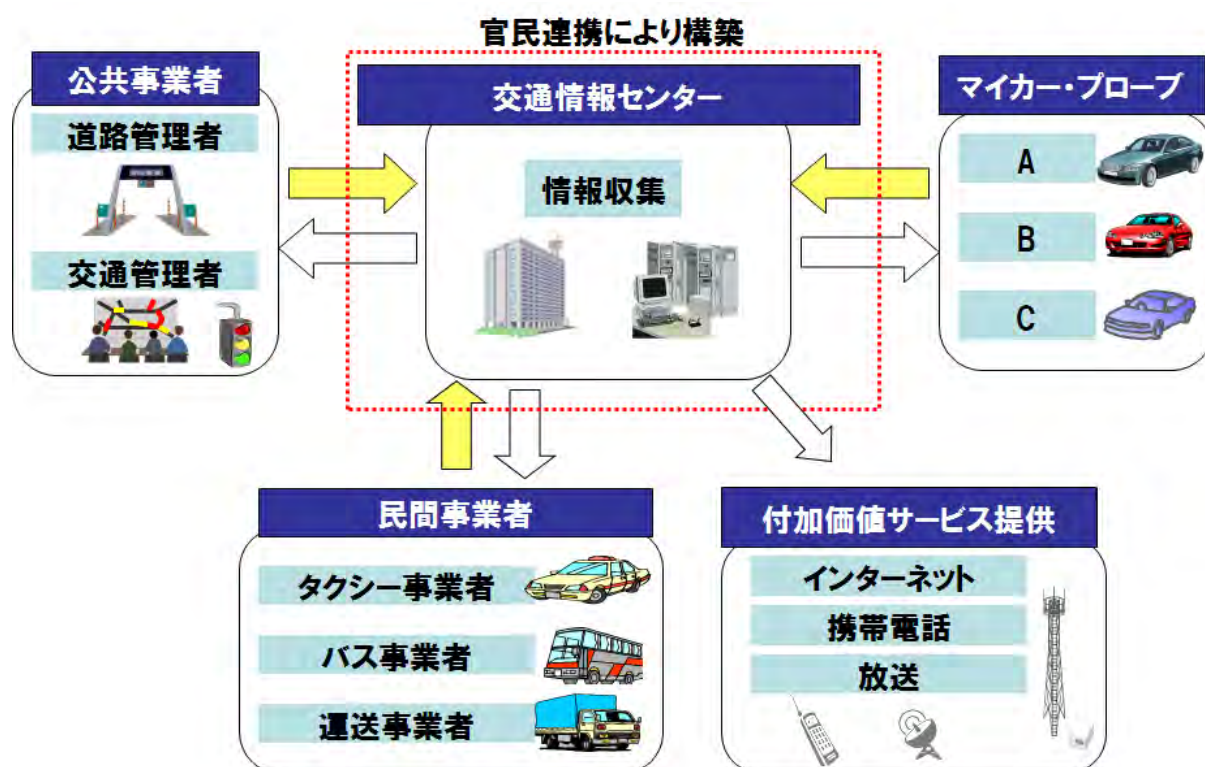 官民連携により構築
公共事業者
道路管理者
交通管理者
交通情報センター
情報収集
マイカー・プローブ
A
B
C
民間事業者
タクシー事業者
バス事業者
運送事業者
付加価値サービス提供
インターネット
携帯電話
放送